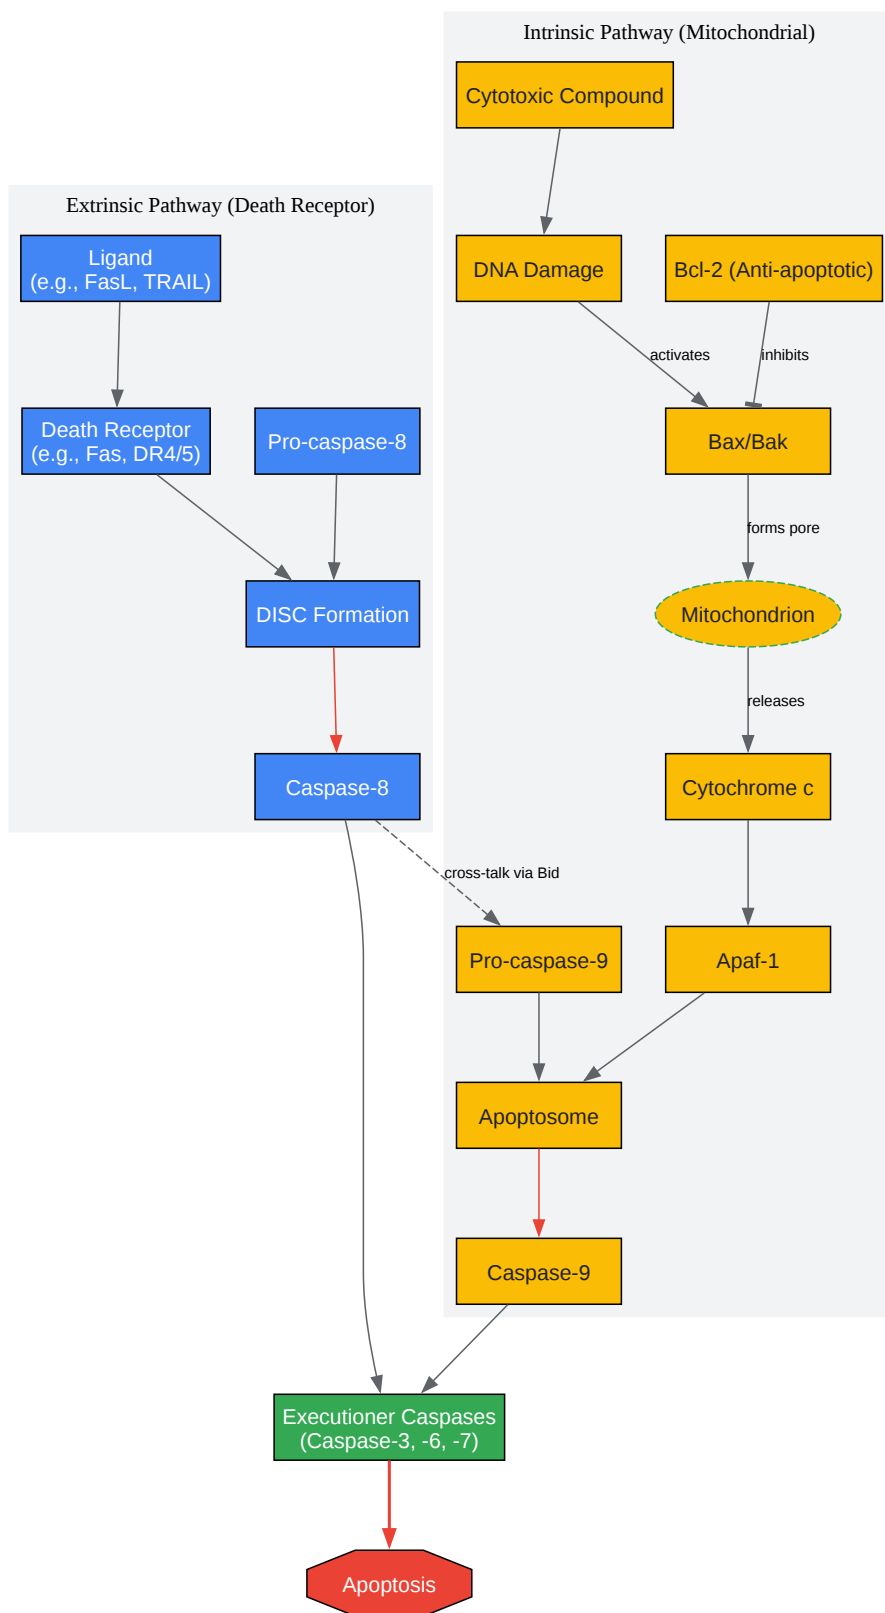 Intrinsic Pathway (Mitochondrial)
Cytotoxic Compound
Extrinsic Pathway (Death Receptor)
Ligand
(e.g., FasL, TRAIL)
DNA Damage
Bcl-2 (Anti-apoptotic)
activates
inhibits
Death Receptor
(e.g., Fas, DR4/5)
Pro-caspase-8
Bax/Bak
forms pore
DISC Formation
Mitochondrion
releases
Caspase-8
Cytochrome c
cross-talk via Bid
Pro-caspase-9
Apaf-1
Apoptosome
Caspase-9
Executioner Caspases
(Caspase-3, -6, -7)
Apoptosis